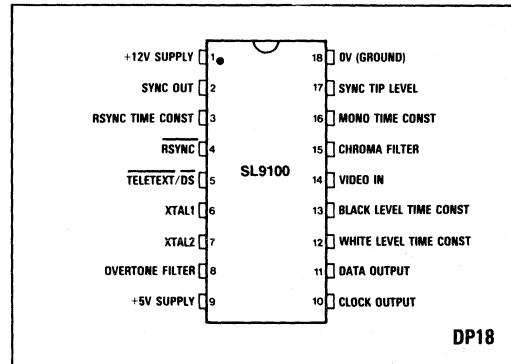 +12V SUPPLY 1 18 0V (GROUND)
SYNC OUT 2 17 SYNC TIP LEVEL
RSYNC TIME CONST 3 16 MONO TIME CONST
RSYNC 4 15 CHROMA FILTER
TELETEXT/DS 5 SL9100 14 VIDEO IN
XTAL1 6 13 BLACK LEVEL TIME CONST
XTAL2 7 12 WHITE LEVEL TIME CONST
OVERTONE FILTER 8 11 DATA OUTPUT
+5V SUPPLY 9 10 CLOCK OUTPUT
DP18